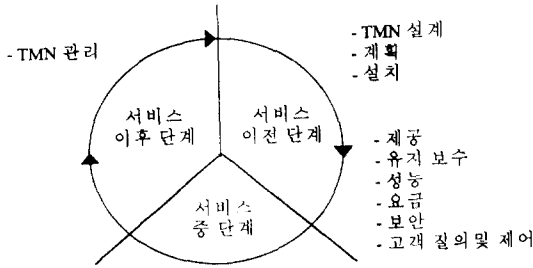 - TMN 관리
- TMN 설계
- 계획
- 설치
서비스
이후 단계
서비스
이전 단계
- 제공
- 유지 보수
- 성능
- 요금
- 보안
- 고객 질의및 제어
서비스
중 단계